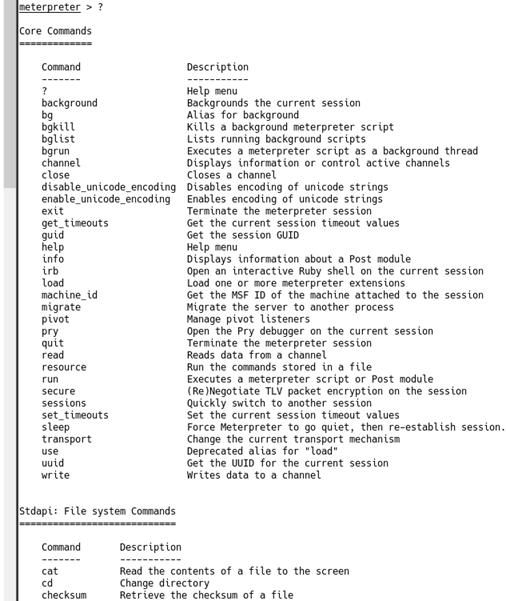 meterpreter > ?
Core Commands
=============
Command Description
------- -----------
? Help menu
background Backgrounds the current session
bg Alias for background
bgkill Kills a background meterpreter script
bglist Lists running background scripts
bgrun Executes a meterpreter script as a background thread
channel Displays information or control active channels
close Closes a channel
disable_unicode_encoding Disables encoding of unicode strings
enable_unicode_encoding Enables encoding of unicode strings
exit Terminate the meterpreter session
get_timeouts Get the current session timeout values
guid Get the session GUID
help Help menu
info Displays information about a Post module
irb Open an interactive Ruby shell on the current session
load Load one or more meterpreter extensions
machine_id Get the MSF ID of the machine attached to the session
migrate Migrate the server to another process
pivot Manage pivot listeners
pry Open the Pry debugger on the current session
quit Terminate the meterpreter session
read Reads data from a channel
resource Run the commands stored in a file
run Executes a meterpreter script or Post module
secure (Re)Negotiate TLV packet encryption on the session
sessions Quickly switch to another session
set_timeouts Set the current session timeout values
sleep Force Meterpreter to go quiet, then re-establish session.
transport Change the current transport mechanism
use Deprecated alias for "load"
uuid Get the UUID for the current session
write Writes data to a channel
Stdapi: File system Commands
============================
Command Description
------- -----------
cat Read the contents of a file to the screen
cd Change directory
checksum Retrieve the checksum of a file